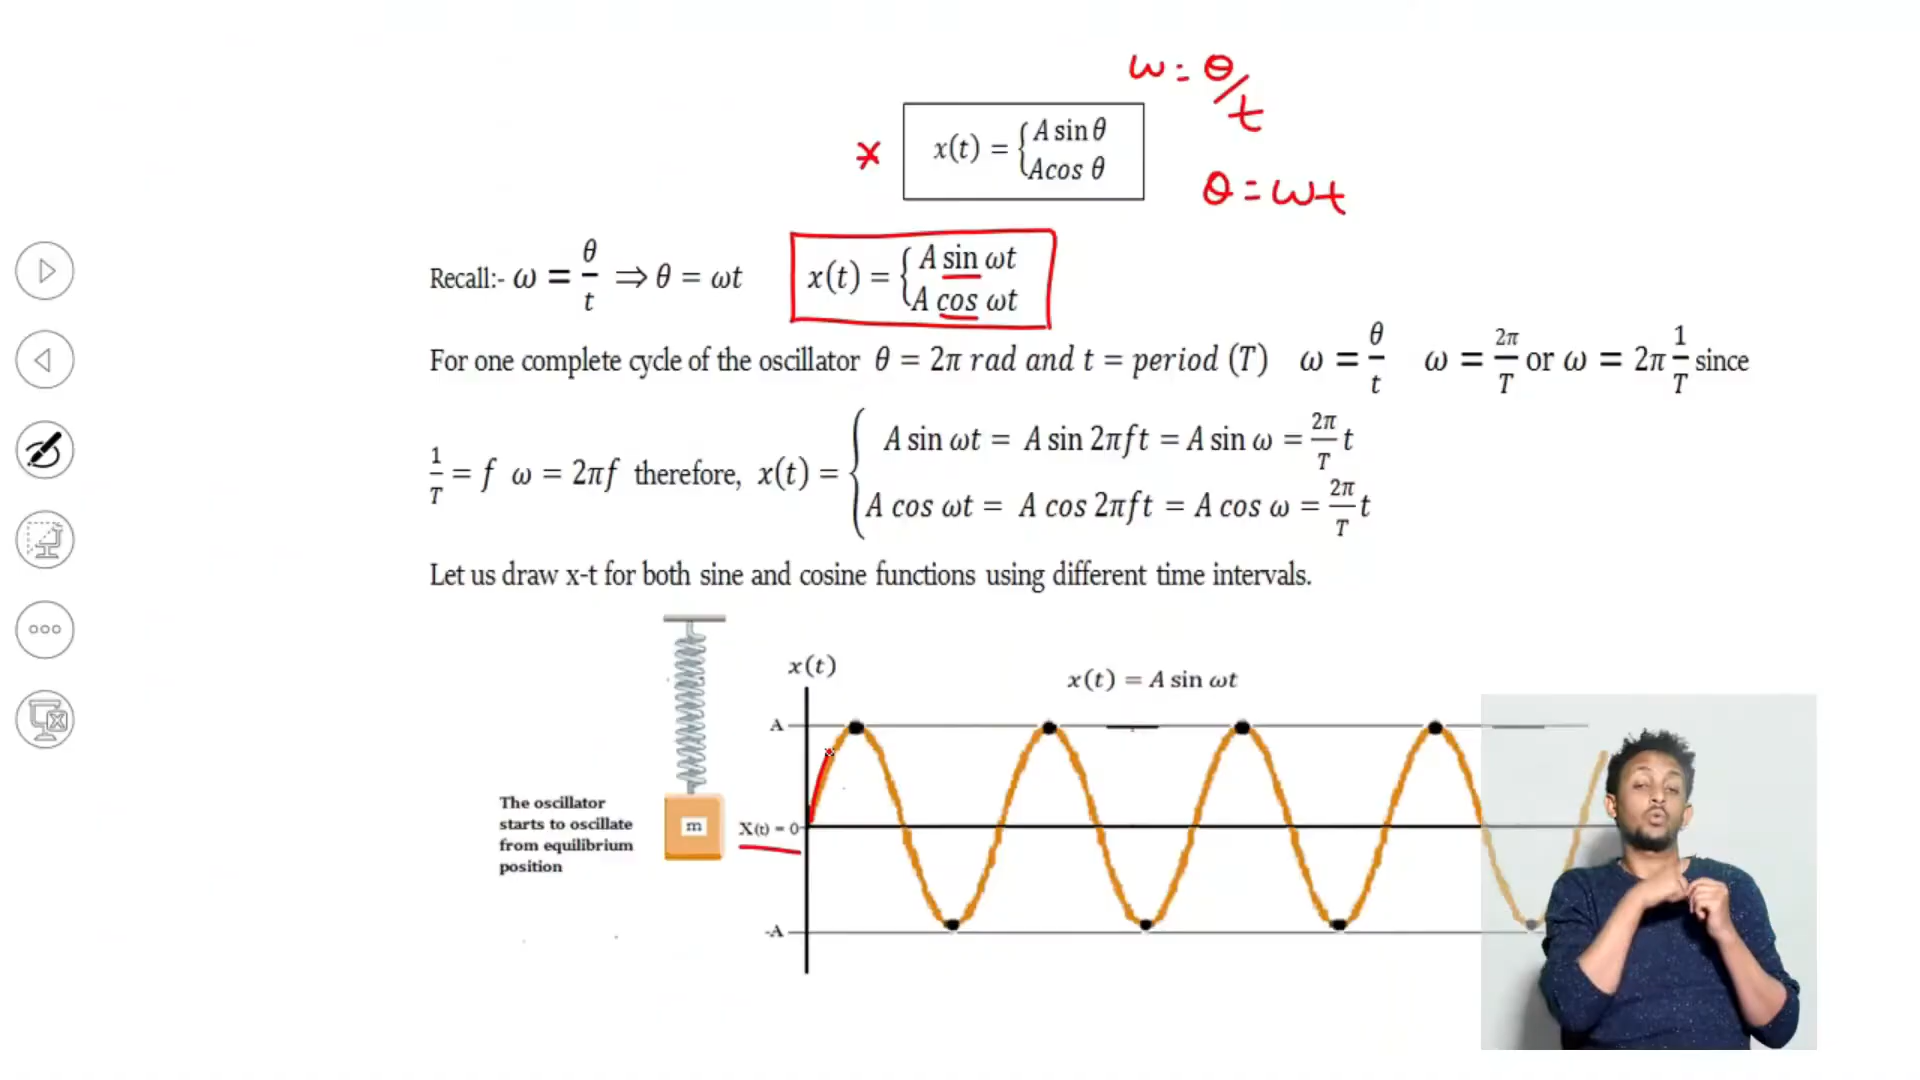 ω = θ/t
x(t) = { A sin θ
Acos θ
θ = ωt
Recall:- ω = θ/t ⇒ θ = ωt x(t) = { A sin ωt
A cos ωt
For one complete cycle of the oscillator θ = 2π rad and t = period (T) ω = θ/t ω = 2π/T or ω = 2π 1/T since
1/T = f ω = 2πf therefore, x(t) = { A sin ωt = A sin 2πft = A sin ω = 2π/T t
A cos ωt = A cos 2πft = A cos ω = 2π/T t
Let us draw x-t for both sine and cosine functions using different time intervals.
x(t)
x(t) = A sin ωt
A
The oscillator
starts to oscillate
from equilibrium
position
m
X(t) = 0
-A